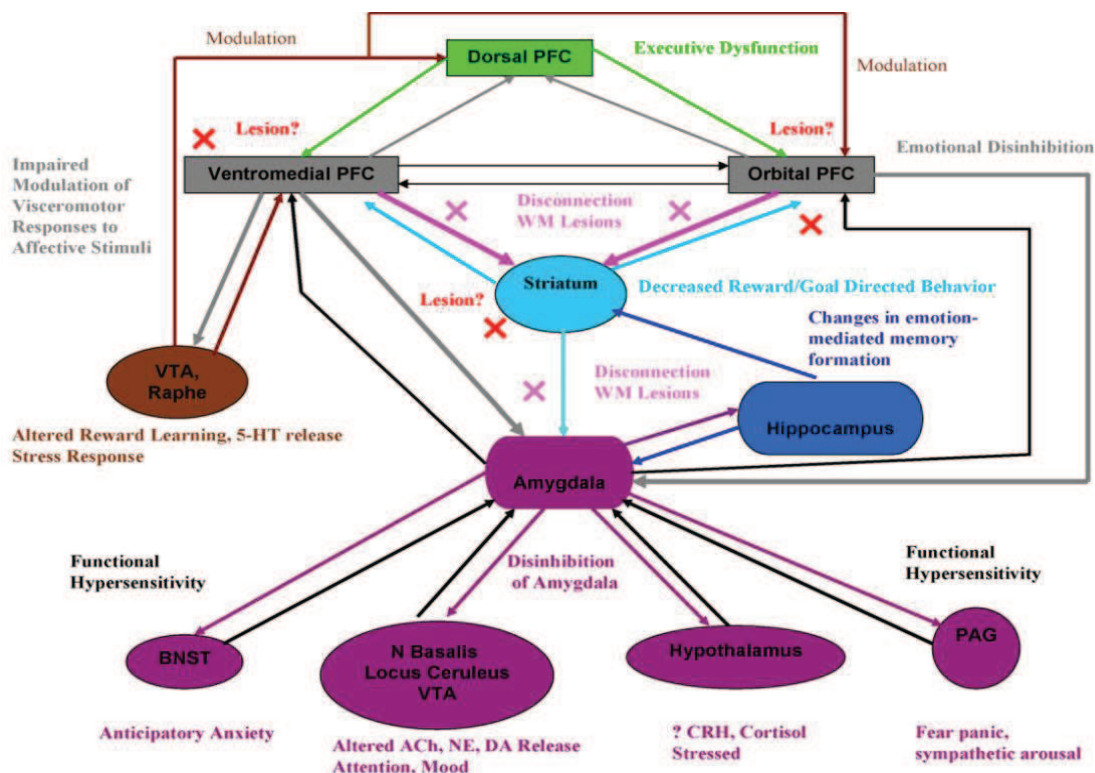 Modulation
Dorsal PFC
Executive Dysfunction
Modulation
Lesion?
Lesion?
Emotional Disinhibition
Ventromedial PFC
Orbital PFC
Impaired
Modulation of
Visceromotor
Responses to
Affective Stimuli
Disconnection
WM Lesions
Striatum
Decreased Reward/Goal Directed Behavior
Lesion?
Changes in emotion-
mediated memory
formation
VTA,
Raphe
Disconnection
WM Lesions
Hippocampus
Altered Reward Learning, 5-HT release
Stress Response
Amygdala
Functional
Hypersensitivity
Disinhibition
of Amygdala
Functional
Hypersensitivity
BNST
N Basalis
Locus Ceruleus
VTA
Hypothalamus
PAG
Anticipatory Anxiety
Altered ACh, NE, DA Release
Attention, Mood
? CRH, Cortisol
Stressed
Fear panic,
sympathetic arousal